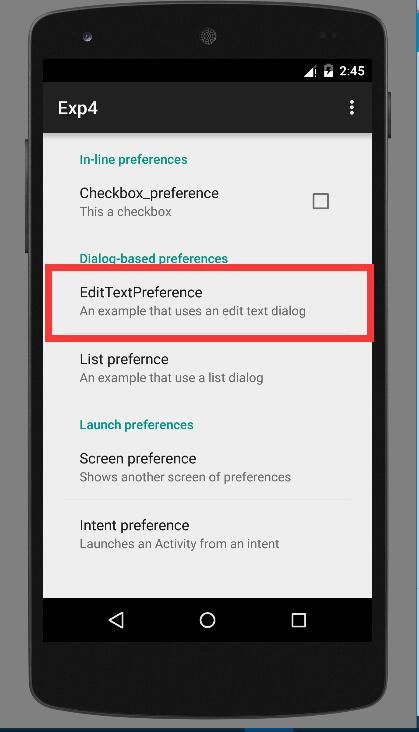 2:45
Exp4
In-line preferences
Checkbox_preference
This a checkbox
Dialog-based preferences
EditTextPreference
An example that uses an edit text dialog
List prefernce
An example that use a list dialog
Launch preferences
Screen preference
Shows another screen of preferences
Intent preference
Launches an Activity from an intent